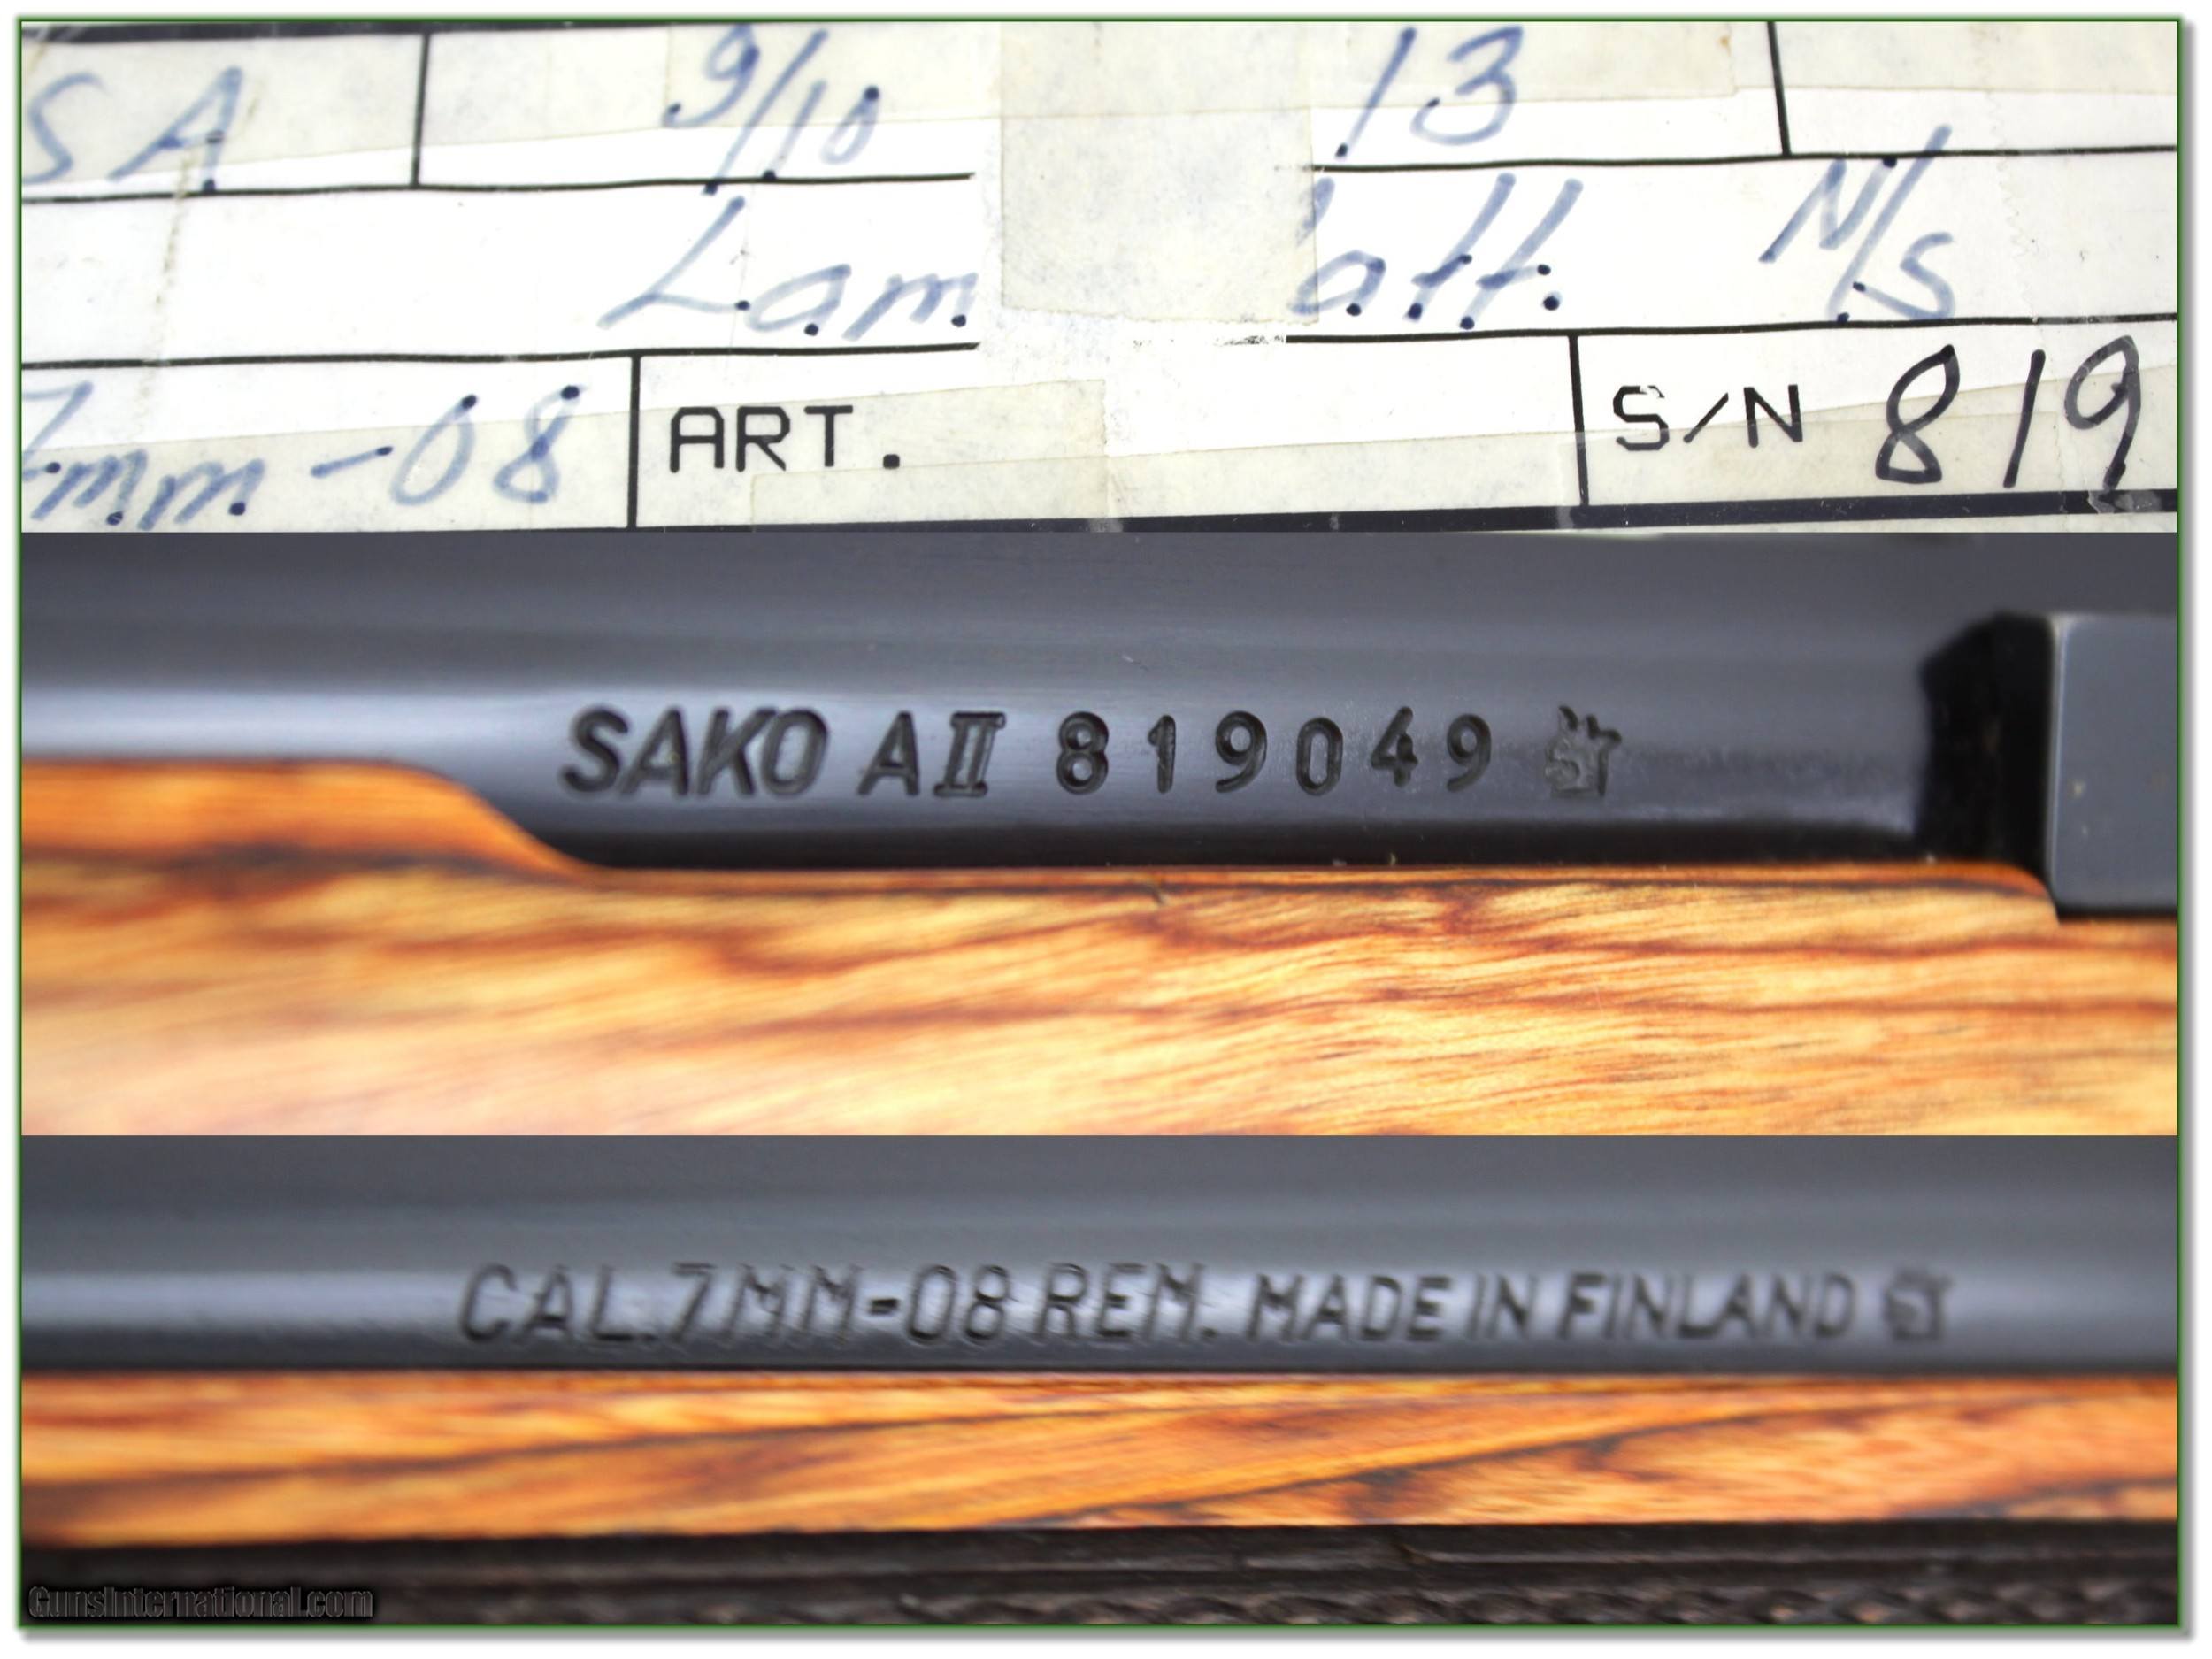 SA 9/10 13
Lam att. N/S
7mm-08 ART. S/N 819
SAKO AII 819049
CAL.7MM-08 REM. MADE IN FINLAND
GunsInternational.com